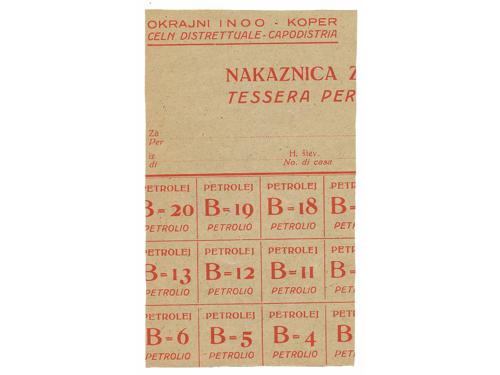 OKRAJNI INOO - KOPER
CELN DISTRETTUALE - CAPODISTRIA
NAKAZNICA Z
TESSERA PER
Za
Per
iz H. štev.
di No. di casa
PETROLEJ PETROLEJ PETROLEJ
B=20 B=19 B=18 B=
PETROLIO PETROLIO PETROLIO
PETROLEJ PETROLEJ PETROLEJ
B=13 B=12 B=11 B=
PETROLIO PETROLIO PETROLIO
PETROLEJ PETROLEJ PETROLEJ
B=6 B=5 B=4 B
PETROLIO PETROLIO PETROLIO